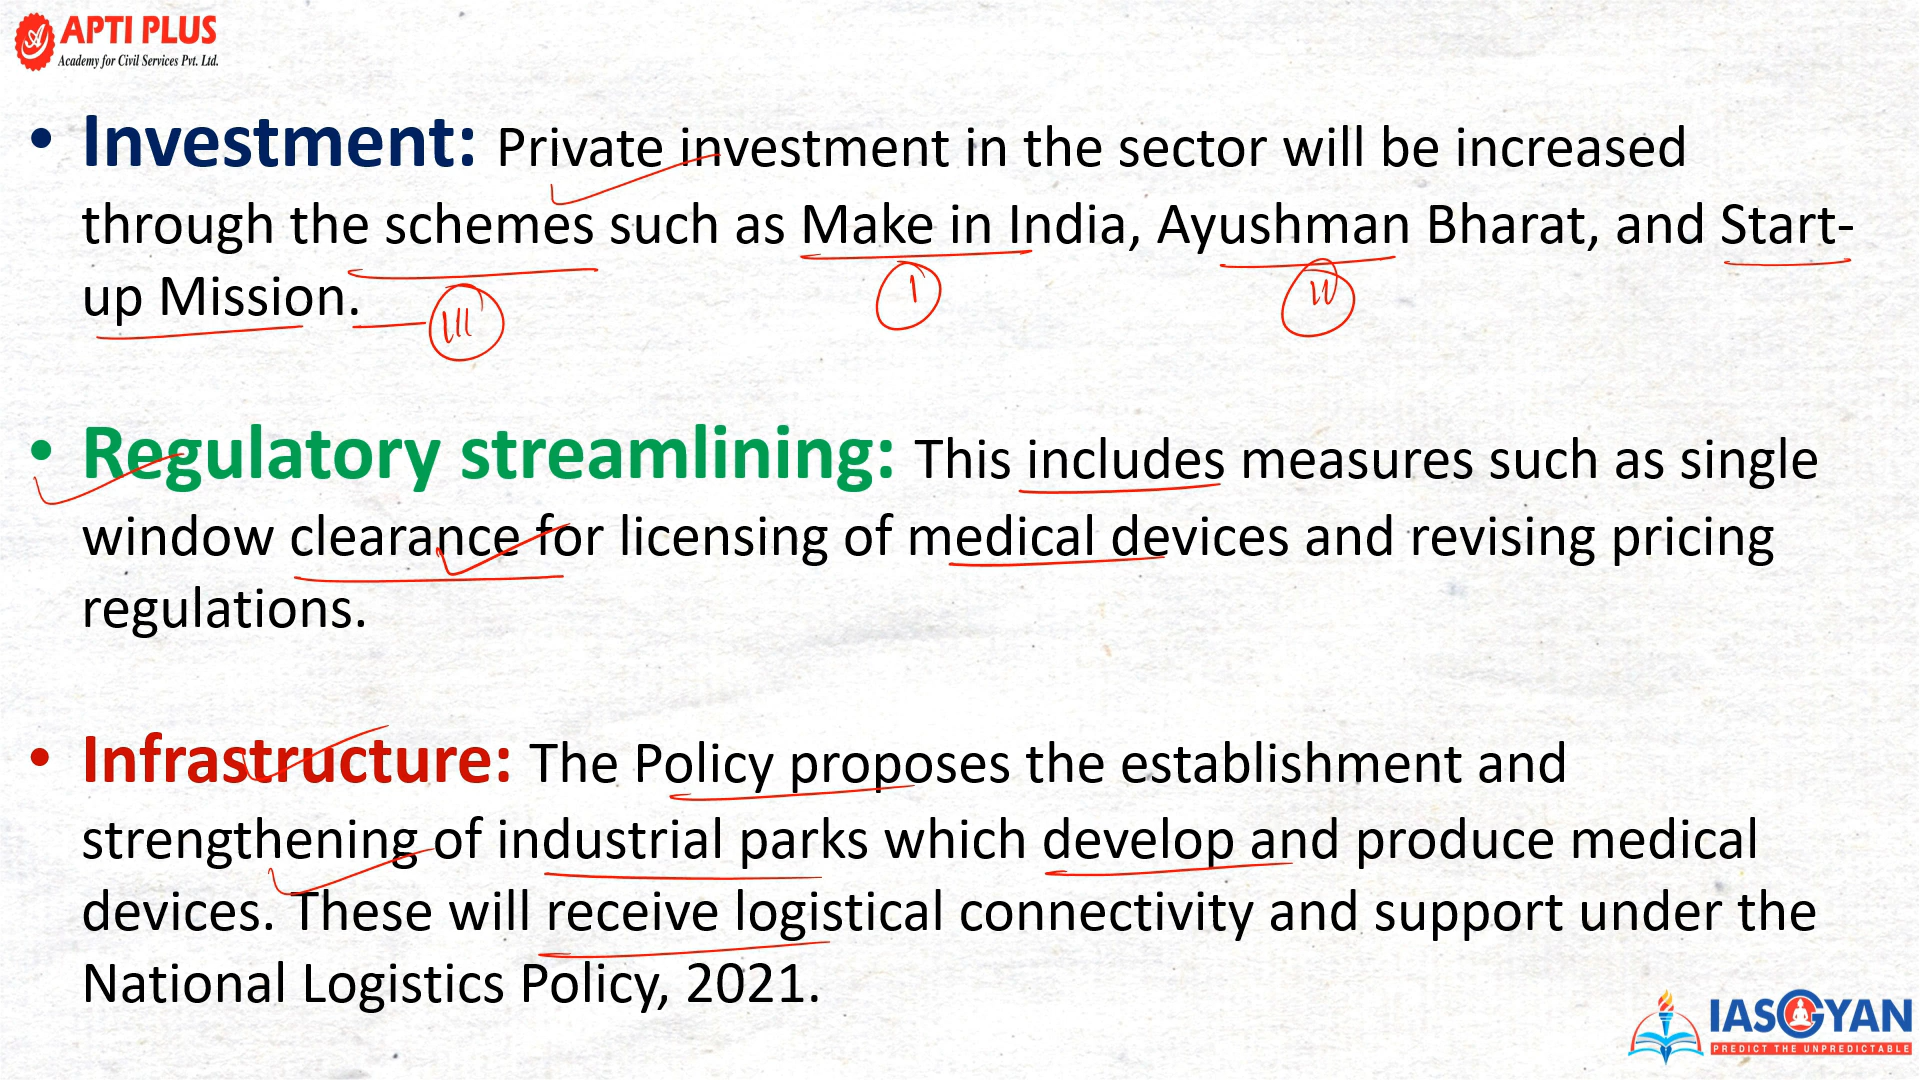 APTI PLUS
Academy for Civil Services Pvt. Ltd.
• Investment: Private investment in the sector will be increased
through the schemes such as Make in India, Ayushman Bharat, and Start-
up Mission.
III
I
II
• Regulatory streamlining: This includes measures such as single
window clearance for licensing of medical devices and revising pricing
regulations.
• Infrastructure: The Policy proposes the establishment and
strengthening of industrial parks which develop and produce medical
devices. These will receive logistical connectivity and support under the
National Logistics Policy, 2021.
IASGYAN
PREDICT THE UNPREDICTABLE